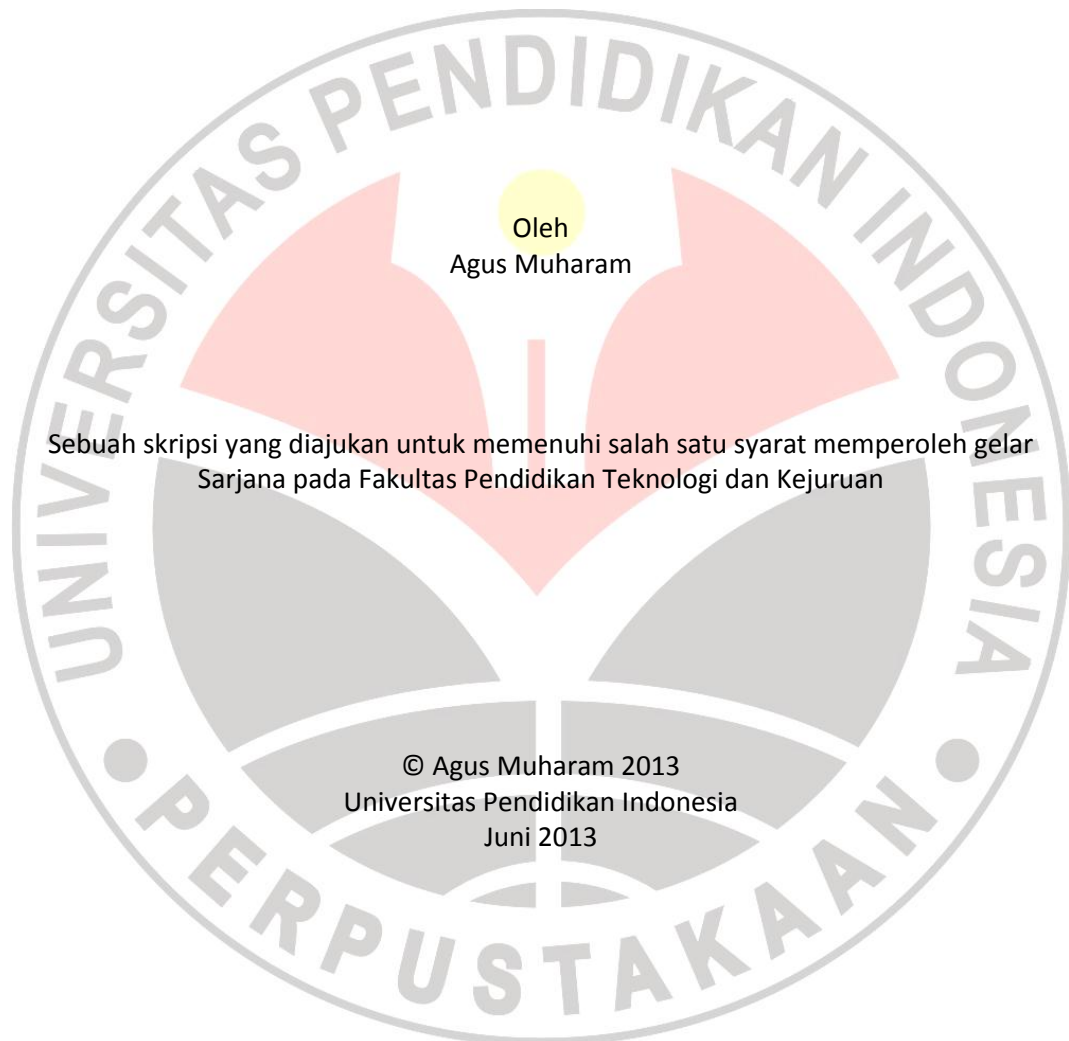 UNIVERSITAS PENDIDIKAN INDONESIA
Oleh
Agus Muharam
Sebuah skripsi yang diajukan untuk memenuhi salah satu syarat memperoleh gelar
Sarjana pada Fakultas Pendidikan Teknologi dan Kejuruan
© Agus Muharam 2013
Universitas Pendidikan Indonesia
Juni 2013
PERPUSTAKAAN